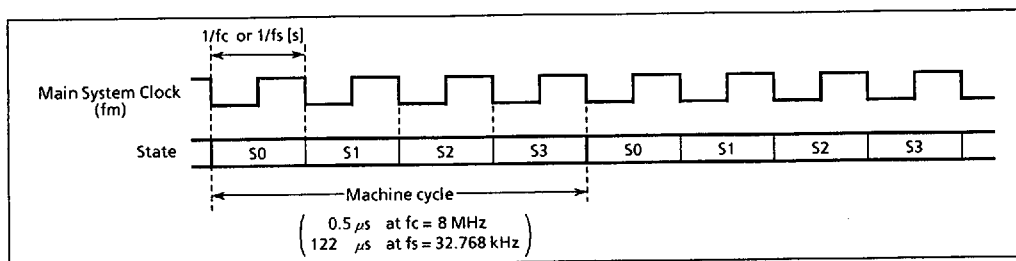 1/fc or 1/fs [s]
Main System Clock
(fm)
State S0 S1 S2 S3 S0 S1 S2 S3
Machine cycle
0.5 μs at fc = 8 MHz
122 μs at fs = 32.768 kHz